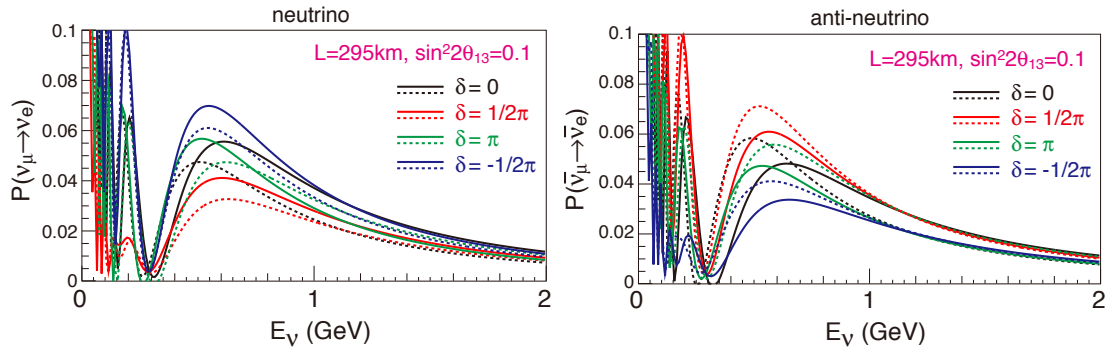 neutrino
P(νμ→νe)
0.1
0.08
0.06
0.04
0.02
0
L=295km, sin²2θ₁₃=0.1
δ = 0
δ = 1/2π
δ = π
δ = -1/2π
0
1
2
Eν (GeV)
anti-neutrino
P(ν̄μ→ν̄e)
0.1
0.08
0.06
0.04
0.02
0
L=295km, sin²2θ₁₃=0.1
δ = 0
δ = 1/2π
δ = π
δ = -1/2π
0
1
2
Eν (GeV)